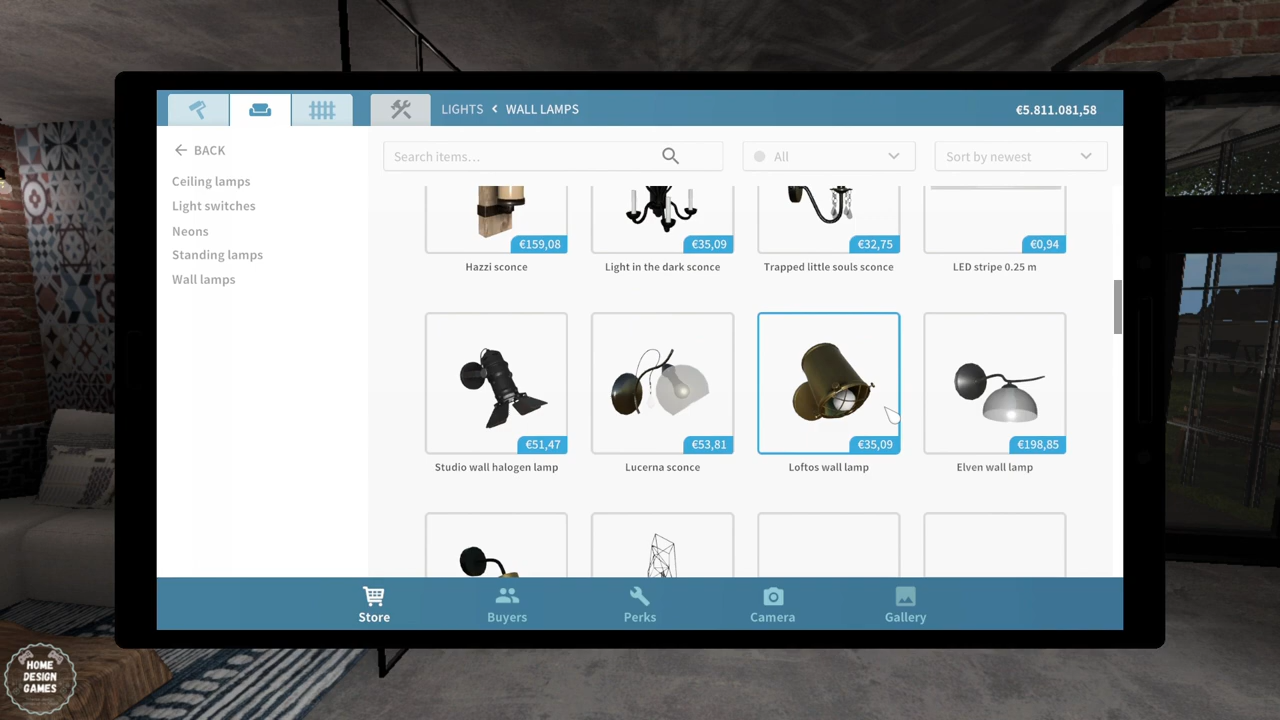 LIGHTS < WALL LAMPS
€5.811.081,58
BACK
Search items...
All
Sort by newest
Ceiling lamps
Light switches
Neons
Standing lamps
Wall lamps
€159,08
€35,09
€32,75
€0,94
Hazzi sconce
Light in the dark sconce
Trapped little souls sconce
LED stripe 0.25 m
€51,47
€53,81
€35,09
€198,85
Studio wall halogen lamp
Lucerna sconce
Loftos wall lamp
Elven wall lamp
Store
Buyers
Perks
Camera
Gallery
HOME
DESIGN
GAMES